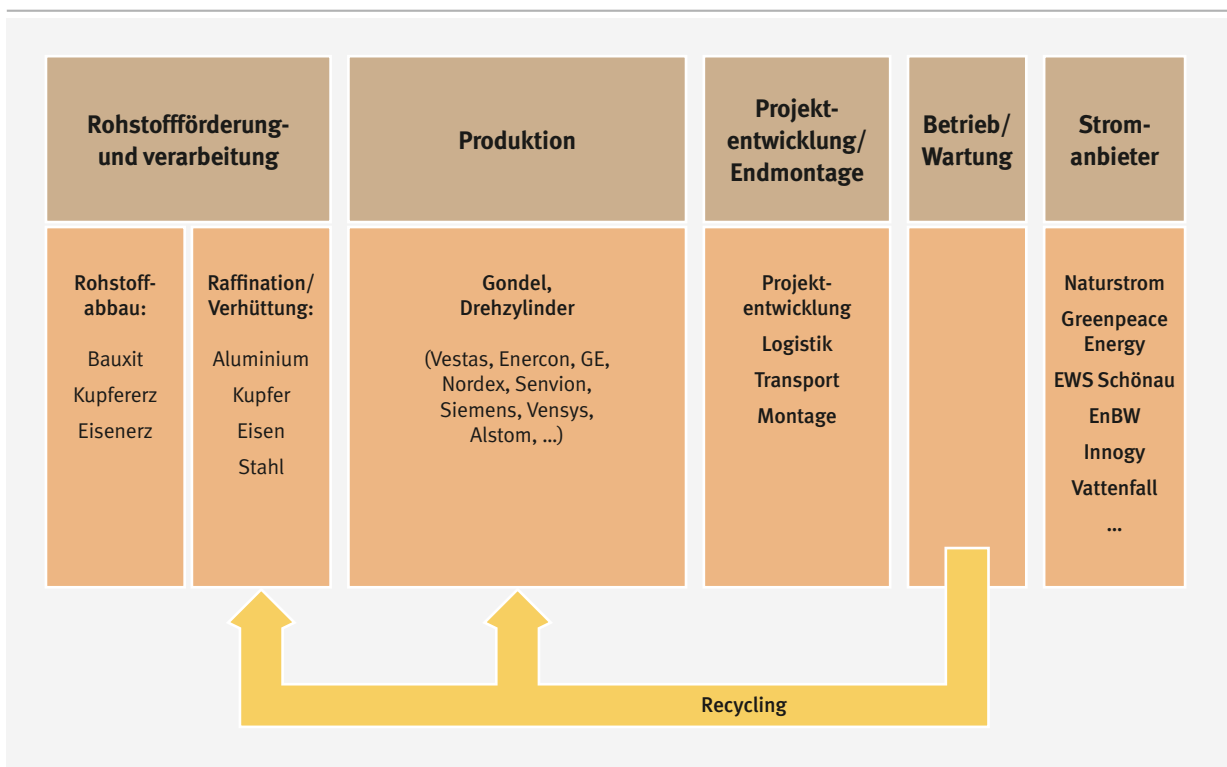 Rohstoffförderung-
und verarbeitung
Produktion
Projekt-
entwicklung/
Endmontage
Betrieb/
Wartung
Strom-
anbieter
Rohstoff-
abbau:
Bauxit
Kupfererz
Eisenerz
Raffination/
Verhüttung:
Aluminium
Kupfer
Eisen
Stahl
Gondel,
Drehzylinder
(Vestas, Enercon, GE,
Nordex, Senvion,
Siemens, Vensys,
Alstom, ...)
Projekt-
entwicklung
Logistik
Transport
Montage
Naturstrom
Greenpeace
Energy
EWS Schönau
EnBW
Innogy
Vattenfall
...
Recycling